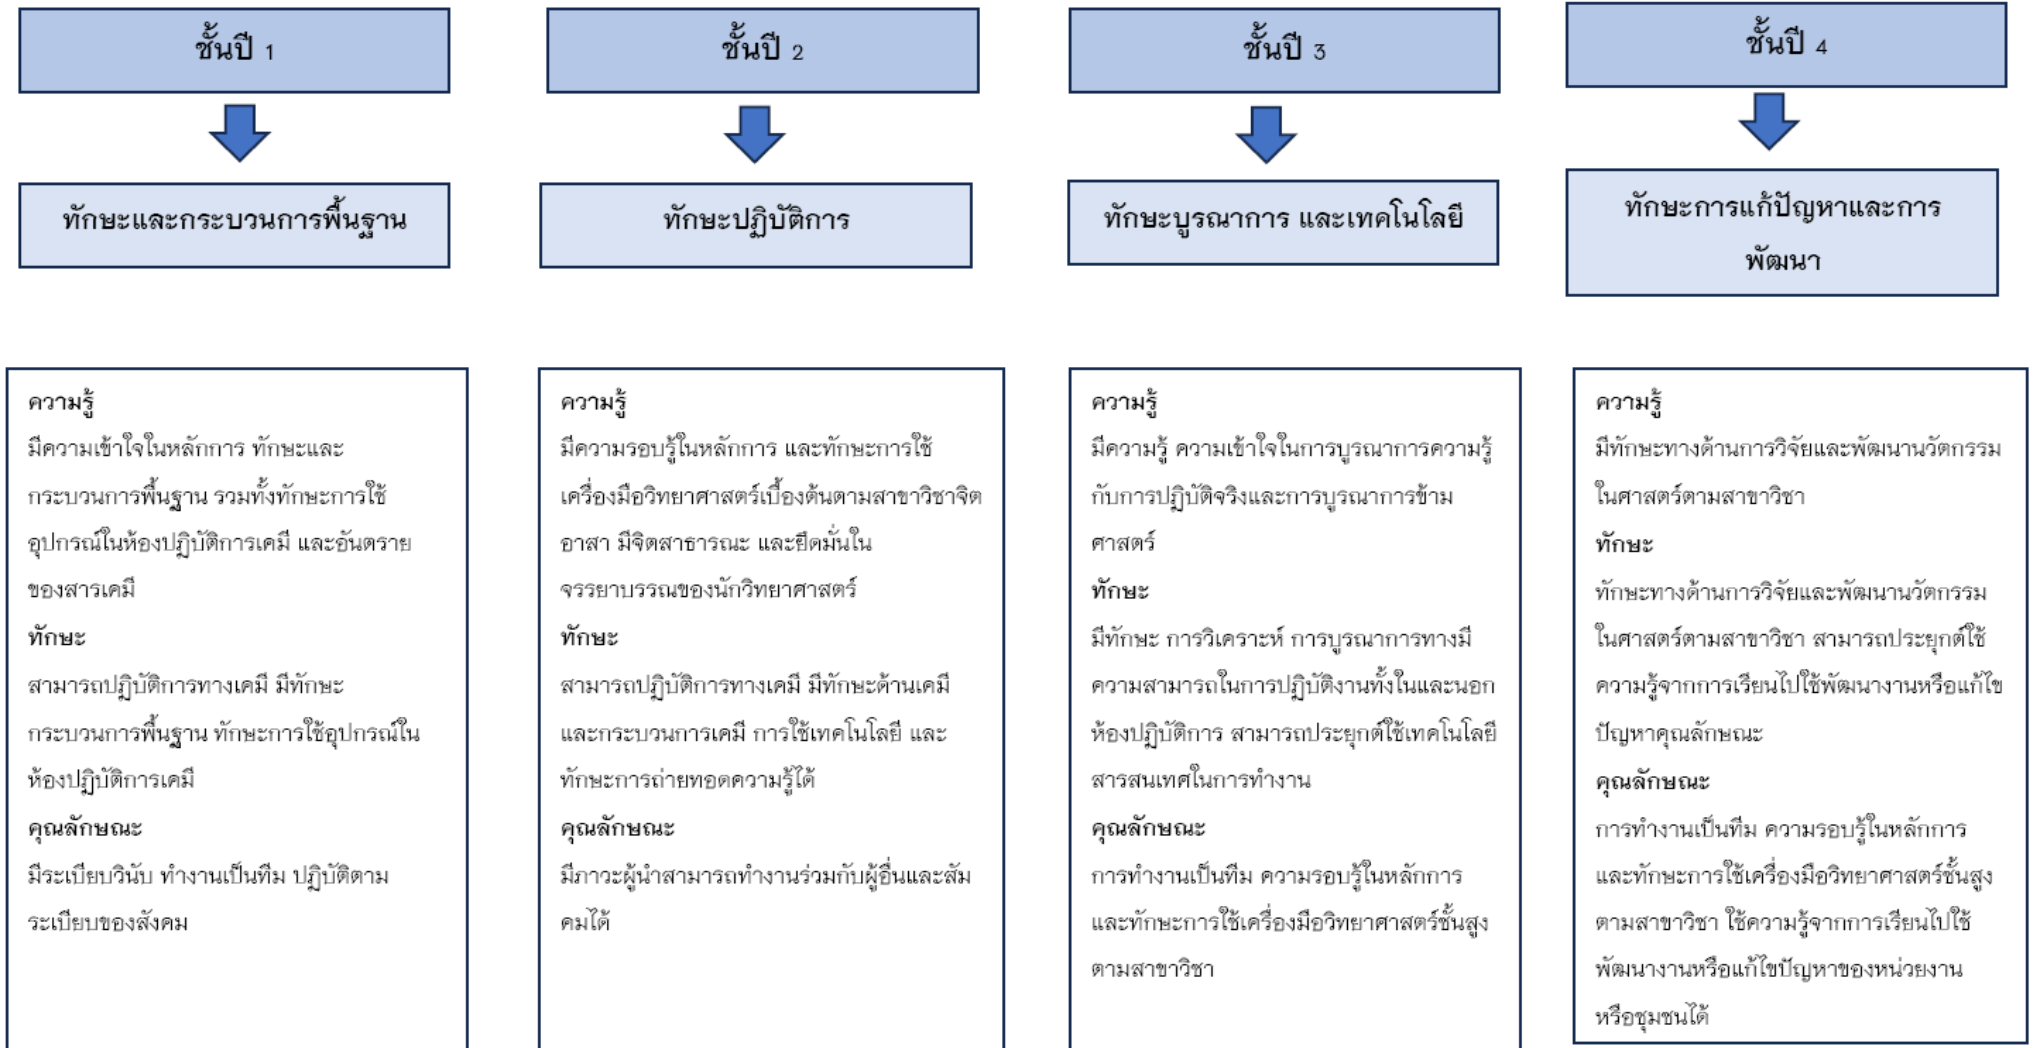 ชั้นปี 1
ทักษะและกระบวนการพื้นฐาน
ความรู้
มีความเข้าใจในหลักการ ทักษะและ
กระบวนการพื้นฐาน รวมทั้งทักษะการใช้
อุปกรณ์ในห้องปฏิบัติการเคมี และอันตราย
ของสารเคมี
ทักษะ
สามารถปฏิบัติการทางเคมี มีทักษะ
กระบวนการพื้นฐาน ทักษะการใช้อุปกรณ์ใน
ห้องปฏิบัติการเคมี
คุณลักษณะ
มีระเบียบวินับ ทำงานเป็นทีม ปฏิบัติตาม
ระเบียบของสังคม
ชั้นปี 2
ทักษะปฏิบัติการ
ความรู้
มีความรอบรู้ในหลักการ และทักษะการใช้
เครื่องมือวิทยาศาสตร์เบื้องต้นตามสาขาวิชาจิต
อาสา มีจิตสาธารณะ และยึดมั่นใน
จรรยาบรรณของนักวิทยาศาสตร์
ทักษะ
สามารถปฏิบัติการทางเคมี มีทักษะด้านเคมี
และกระบวนการเคมี การใช้เทคโนโลยี และ
ทักษะการถ่ายทอดความรู้ได้
คุณลักษณะ
มีภาวะผู้นำสามารถทำงานร่วมกับผู้อื่นและสัม
คมได้
ชั้นปี 3
ทักษะบูรณาการ และเทคโนโลยี
ความรู้
มีความรู้ ความเข้าใจในการบูรณาการความรู้
กับการปฏิบัติจริงและการบูรณาการข้าม
ศาสตร์
ทักษะ
มีทักษะ การวิเคราะห์ การบูรณาการทางมี
ความสามารถในการปฏิบัติงานทั้งในและนอก
ห้องปฏิบัติการ สามารถประยุกต์ใช้เทคโนโลยี
สารสนเทศในการทำงาน
คุณลักษณะ
การทำงานเป็นทีม ความรอบรู้ในหลักการ
และทักษะการใช้เครื่องมือวิทยาศาสตร์ชั้นสูง
ตามสาขาวิชา
ชั้นปี 4
ทักษะการแก้ปัญหาและการ
พัฒนา
ความรู้
มีทักษะทางด้านการวิจัยและพัฒนานวัตกรรม
ในศาสตร์ตามสาขาวิชา
ทักษะ
ทักษะทางด้านการวิจัยและพัฒนานวัตกรรม
ในศาสตร์ตามสาขาวิชา สามารถประยุกต์ใช้
ความรู้จากการเรียนไปใช้พัฒนางานหรือแก้ไข
ปัญหาคุณลักษณะ
คุณลักษณะ
การทำงานเป็นทีม ความรอบรู้ในหลักการ
และทักษะการใช้เครื่องมือวิทยาศาสตร์ชั้นสูง
ตามสาขาวิชา ใช้ความรู้จากการเรียนไปใช้
พัฒนางานหรือแก้ไขปัญหาของหน่วยงาน
หรือชุมชนได้